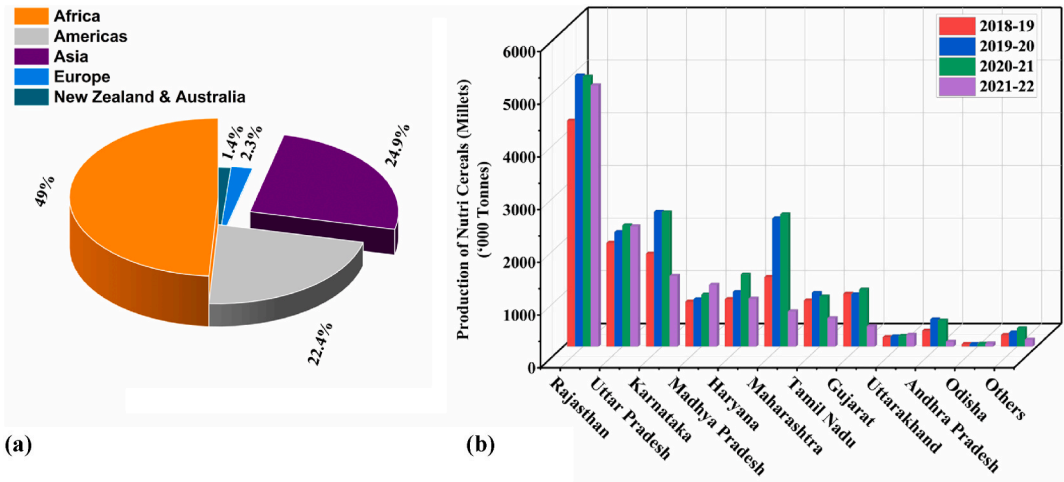 Africa
Americas
Asia
Europe
New Zealand & Australia
49%
1.4%
2.3%
24.9%
22.4%
(a)
2018-19
2019-20
2020-21
2021-22
Production of Nutri Cereals (Millets)
(‘000 Tonnes)
6000
5000
4000
3000
2000
1000
0
Rajasthan
Uttar Pradesh
Karnataka
Madhya Pradesh
Haryana
Maharashtra
Tamil Nadu
Gujarat
Uttarakhand
Andhra Pradesh
Odisha
Others
(b)